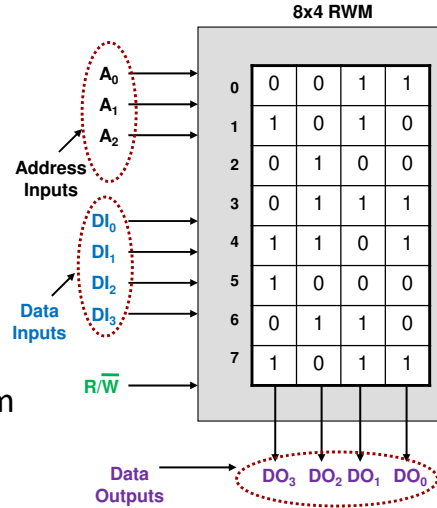 8x4 RWM
A0
A1
A2
Address
Inputs
DI0
DI1
DI2
DI3
Data
Inputs
R/W̅
m
0 0 0 1 1
1 1 0 1 0
2 0 1 0 0
3 0 1 1 1
4 1 1 0 1
5 1 0 0 0
6 0 1 1 0
7 1 0 1 1
Data
Outputs
DO3 DO2 DO1 DO0